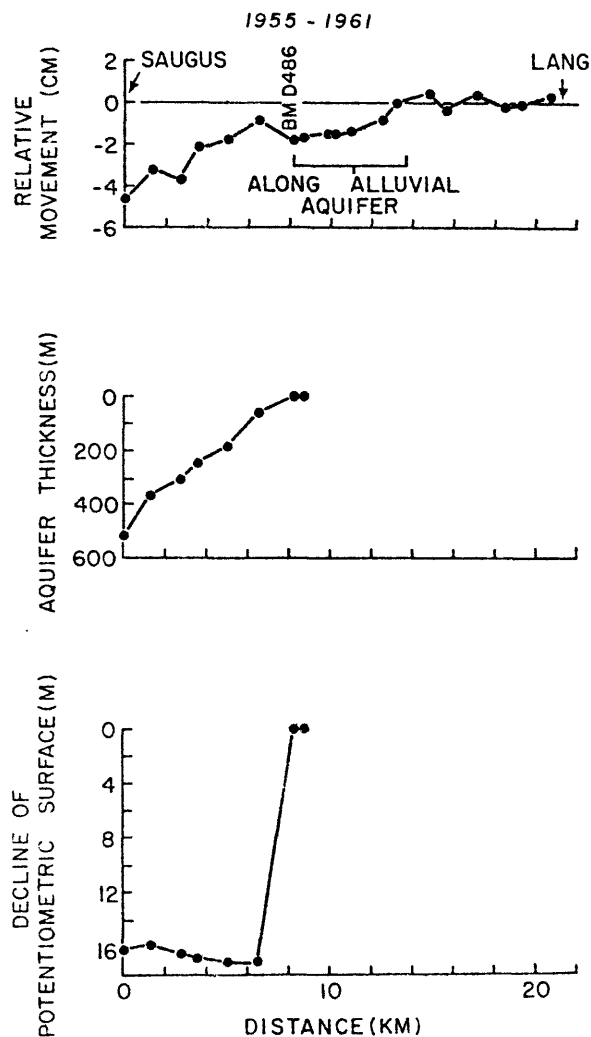 1955 - 1961
RELATIVE
MOVEMENT (CM)
2
0
-2
-4
-6
SAUGUS
BM D486
LANG
ALONG ALLUVIAL
AQUIFER
AQUIFER THICKNESS(M)
0
200
400
600
DECLINE OF
POTENTIOMETRIC SURFACE(M)
0
4
8
12
16
0 10 20
DISTANCE(KM)